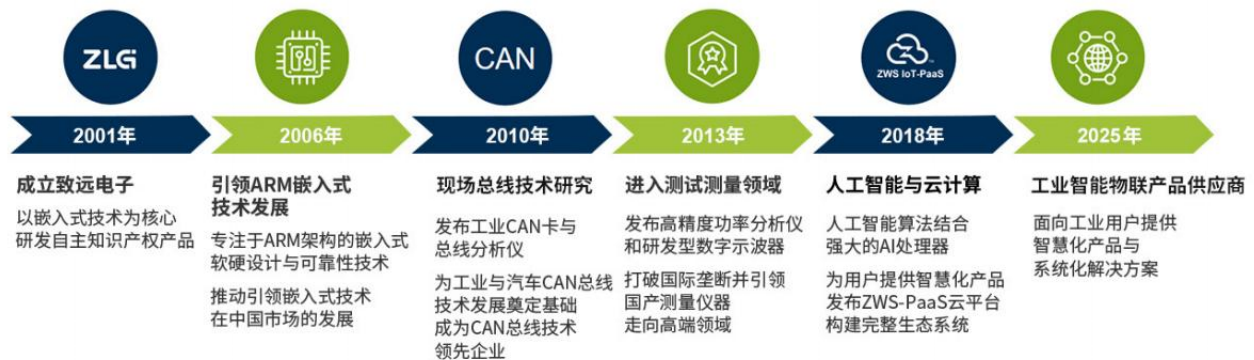 ZLG
CAN
ZWS IoT-PaaS
2001年
2006年
2010年
2013年
2018年
2025年
成立致远电子
以嵌入式技术为核心
研发自主知识产权产品
引领ARM嵌入式
技术发展
专注于ARM架构的嵌入式
软硬设计与可靠性技术
推动引领嵌入式技术
在中国市场的发展
现场总线技术研究
发布工业CAN卡与
总线分析仪
为工业与汽车CAN总线
技术发展奠定基础
成为CAN总线技术
领先企业
进入测试测量领域
发布高精度功率分析仪
和研发型数字示波器
打破国际垄断并引领
国产测量仪器
走向高端领域
人工智能与云计算
人工智能算法结合
强大的AI处理器
为用户提供智慧化产品
发布ZWS-PaaS云平台
构建完整生态系统
工业智能物联产品供应商
面向工业用户提供
智慧化产品与
系统化解决方案